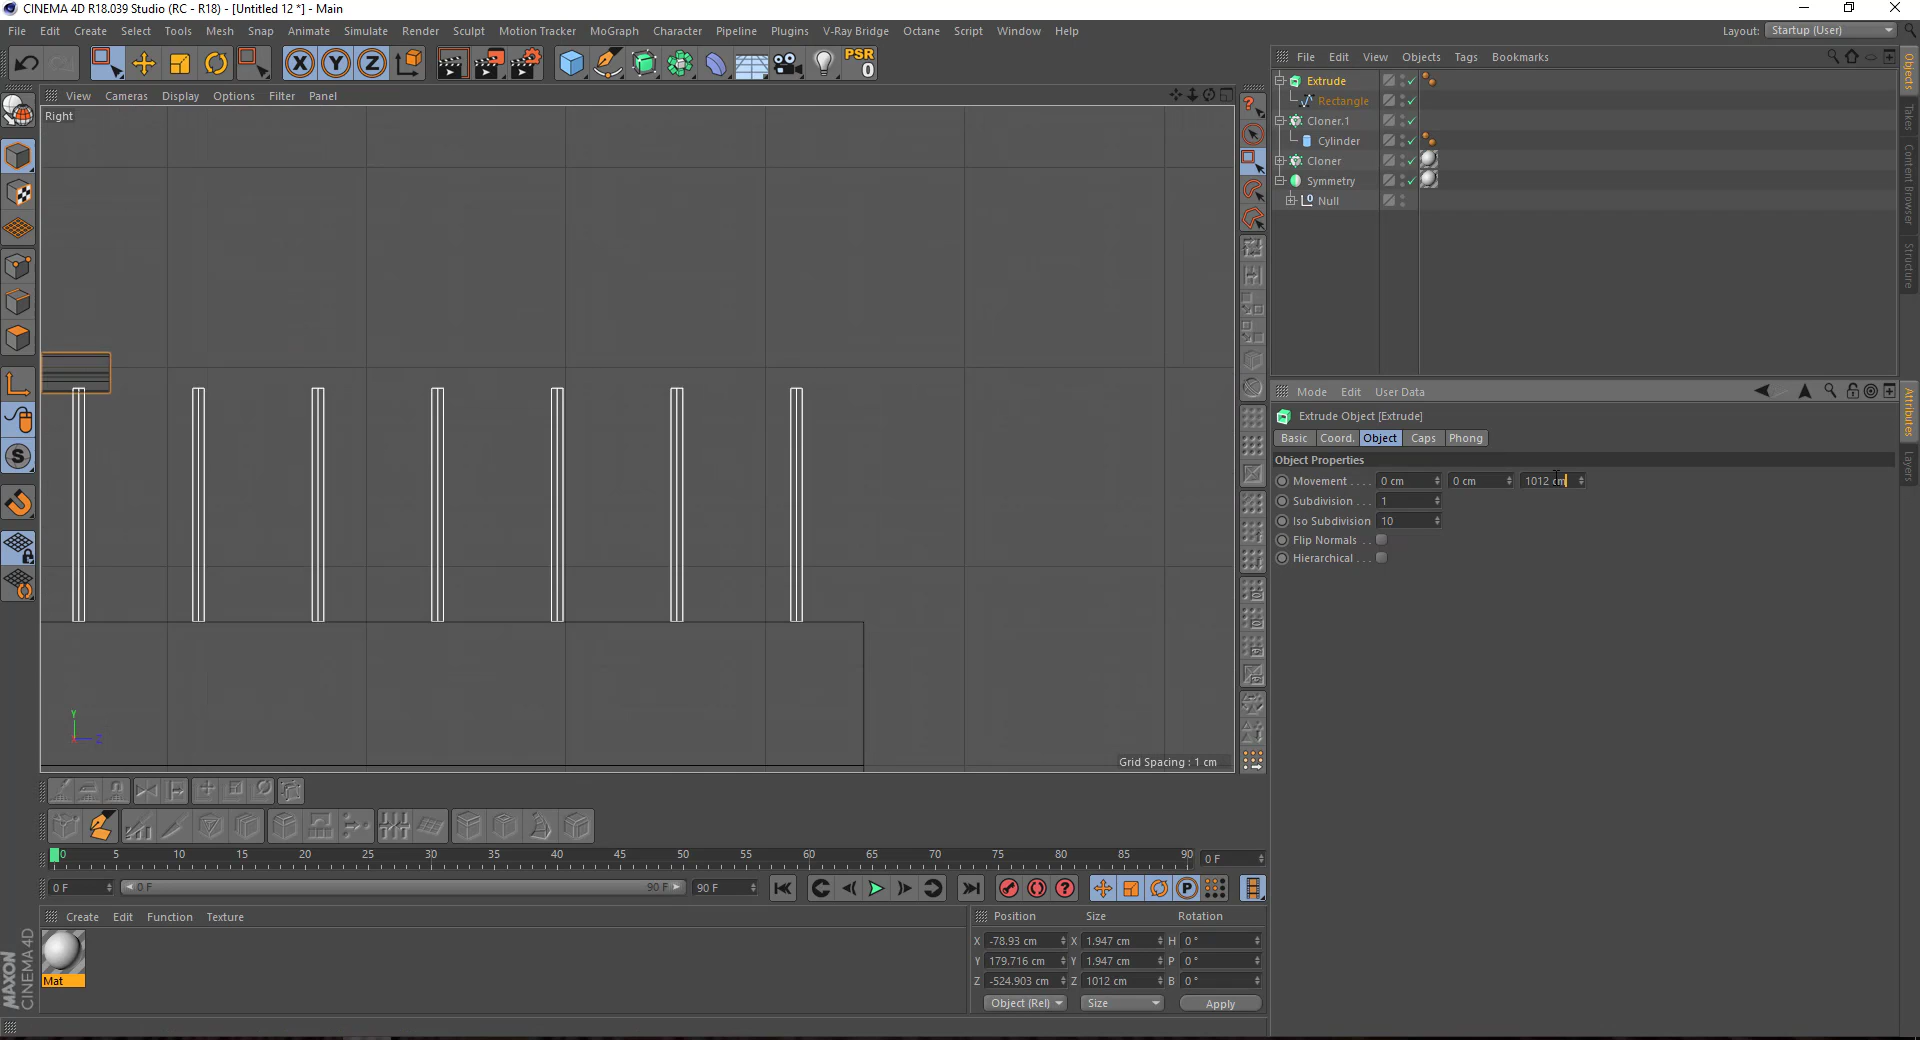 CINEMA 4D R18.039 Studio (RC - R18) - [Untitled 12 *] - Main
File Edit Create Select Tools Mesh Snap Animate Simulate Render Sculpt Motion Tracker MoGraph Character Pipeline Plugins V-Ray Bridge Octane Script Window Help
Layout: Startup (User)
PSR
0
View Cameras Display Options Filter Panel
Right
Y
Z
Grid Spacing : 1 cm
File Edit View Objects Tags Bookmarks
Extrude
Rectangle
Cloner.1
Cylinder
Cloner
Symmetry
Null
Objects
Takes
Content Browser
Structure
Attributes
Layers
Mode Edit User Data
Extrude Object [Extrude]
Basic Coord. Object Caps Phong
Object Properties
Movement . . . . 0 cm 0 cm 1012 cm
Subdivision . . . 1
Iso Subdivision 10
Flip Normals . .
Hierarchical . . .
0 5 10 15 20 25 30 35 40 45 50 55 60 65 70 75 80 85 90 0 F
0 F 0 F 90 F 90 F
Create Edit Function Texture
Mat
MAXON
CINEMA 4D
Position Size Rotation
X -78.93 cm X 1.947 cm H 0 °
Y 179.716 cm Y 1.947 cm P 0 °
Z -524.903 cm Z 1012 cm B 0 °
Object (Rel) Size Apply